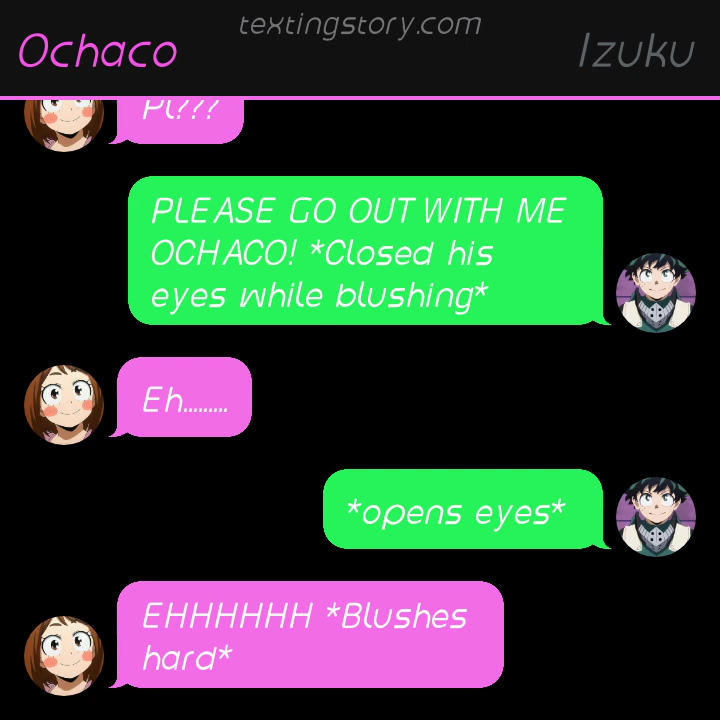 textingstory.com
Ochaco
Izuku
Pl???
PLEASE GO OUT WITH ME
OCHACO! *Closed his
eyes while blushing*
Eh.........
*opens eyes*
EHHHHHH *Blushes
hard*